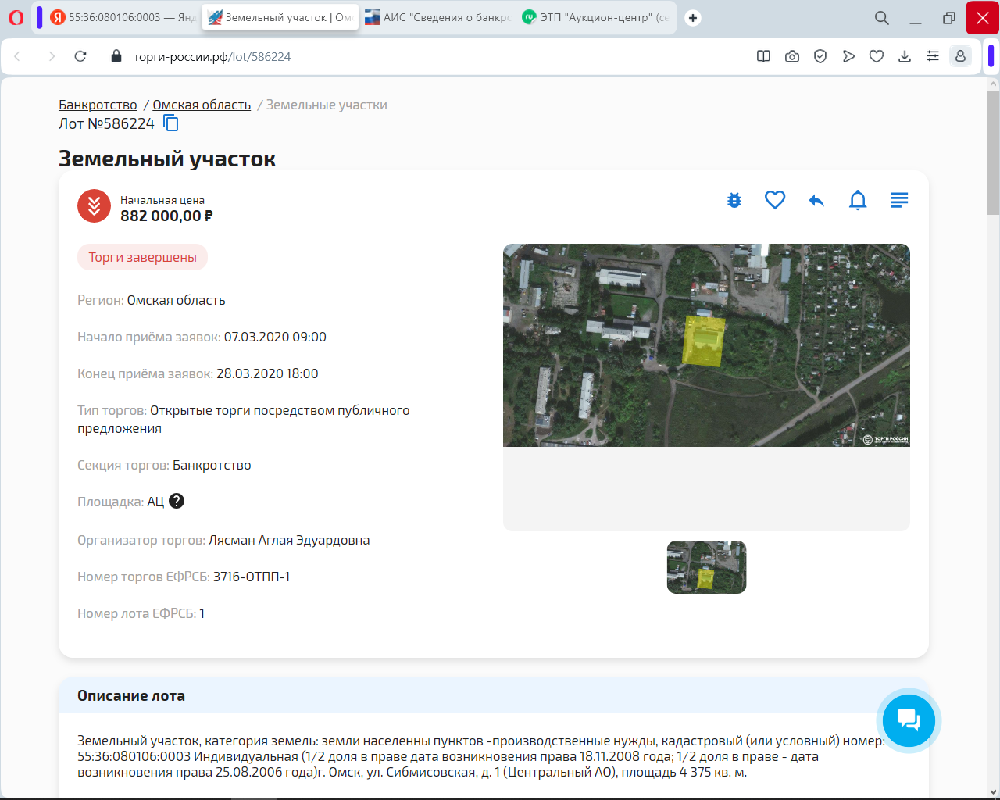 55:36:080106:0003 — Янд
Земельный участок | Ом
АИС "Сведения о банкро
ЭТП "Аукцион-центр" (се
торги-россии.рф/lot/586224
Банкротство / Омская область / Земельные участки
Лот №586224
Земельный участок
Начальная цена
882 000,00 ₽
Торги завершены
Регион: Омская область
Начало приёма заявок: 07.03.2020 09:00
Конец приёма заявок: 28.03.2020 18:00
Тип торгов: Открытые торги посредством публичного
предложения
Секция торгов: Банкротство
Площадка: АЦ ?
Организатор торгов: Лясман Аглая Эдуардовна
Номер торгов ЕФРСБ: 3716-ОТПП-1
Номер лота ЕФРСБ: 1
ТОРГИ РОССИИ
Описание лота
Земельный участок, категория земель: земли населенны пунктов -производственные нужды, кадастровый (или условный) номер:
55:36:080106:0003 Индивидуальная (1/2 доля в праве дата возникновения права 18.11.2008 года; 1/2 доля в праве - дата
возникновения права 25.08.2006 года)г. Омск, ул. Сибмисовская, д. 1 (Центральный АО), площадь 4 375 кв. м.